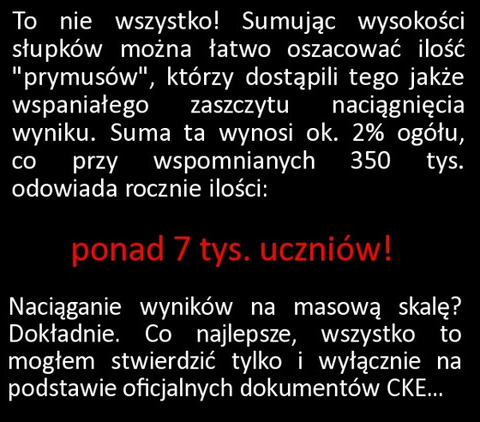 To nie wszystko! Sumując wysokości
słupków można łatwo oszacować ilość
"prymusów", którzy dostąpili tego jakże
wspaniałego zaszczytu naciągnięcia
wyniku. Suma ta wynosi ok. 2% ogółu,
co przy wspomnianych 350 tys.
odowiada rocznie ilości:
ponad 7 tys. uczniów!
Naciąganie wyników na masową skalę?
Dokładnie. Co najlepsze, wszystko to
mogłem stwierdzić tylko i wyłącznie na
podstawie oficjalnych dokumentów CKE...